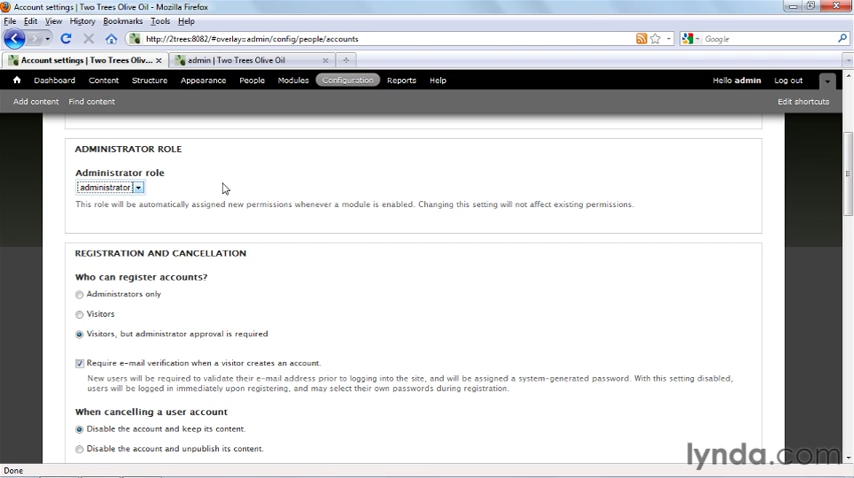 Account settings | Two Trees Olive Oil - Mozilla Firefox
File Edit View History Bookmarks Tools Help
http://2trees:8082/#overlay=admin/config/people/accounts
Google
Account settings | Two Trees Oliv...
admin | Two Trees Olive Oil
Dashboard Content Structure Appearance People Modules Configuration Reports Help
Hello admin Log out
Add content Find content
Edit shortcuts
ADMINISTRATOR ROLE
Administrator role
administrator
This role will be automatically assigned new permissions whenever a module is enabled. Changing this setting will not affect existing permissions.
REGISTRATION AND CANCELLATION
Who can register accounts?
Administrators only
Visitors
Visitors, but administrator approval is required
Require e-mail verification when a visitor creates an account.
New users will be required to validate their e-mail address prior to logging into the site, and will be assigned a system-generated password. With this setting disabled,
users will be logged in immediately upon registering, and may select their own passwords during registration.
When cancelling a user account
Disable the account and keep its content.
Disable the account and unpublish its content.
lynda.com
Done